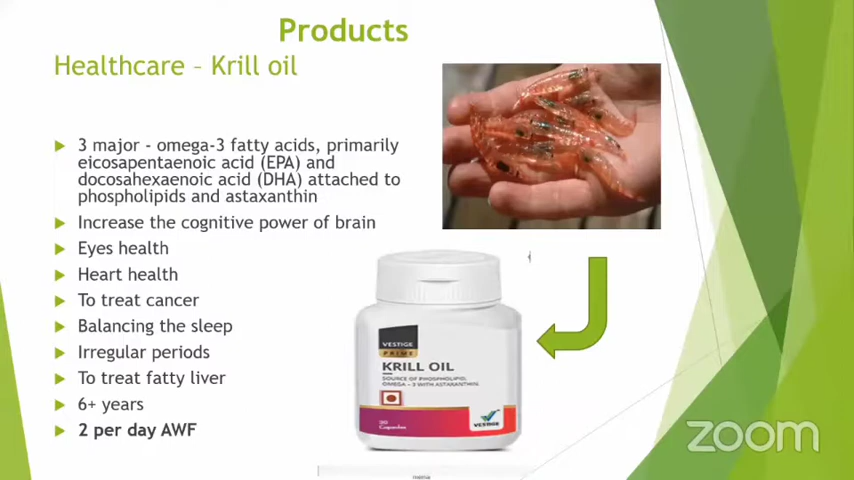 Products
Healthcare – Krill oil
3 major - omega-3 fatty acids, primarily
eicosapentaenoic acid (EPA) and
docosahexaenoic acid (DHA) attached to
phospholipids and astaxanthin
Increase the cognitive power of brain
Eyes health
Heart health
To treat cancer
Balancing the sleep
Irregular periods
To treat fatty liver
6+ years
2 per day AWF
VESTIGE
PRIME
KRILL OIL
SOURCE OF PHOSPHOLIPID,
OMEGA - 3 WITH ASTAXANTHIN
30
Capsules
VESTIGE
zoom